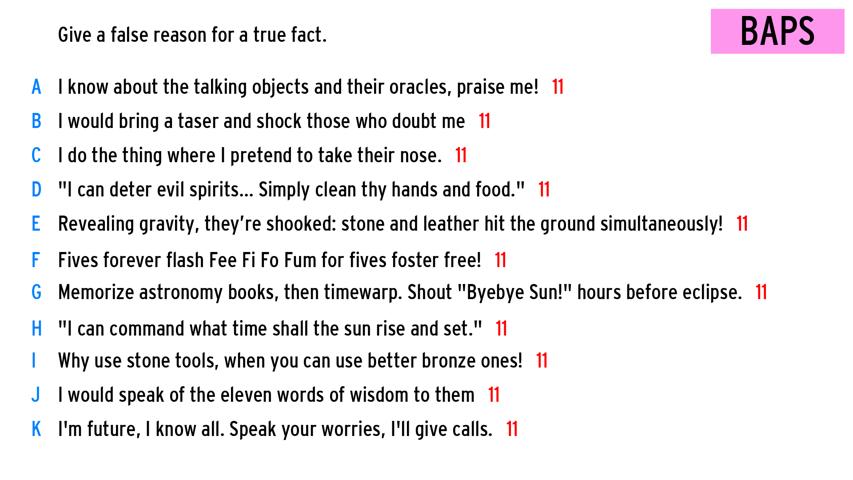 Give a false reason for a true fact.
BAPS
A I know about the talking objects and their oracles, praise me! 11
B I would bring a taser and shock those who doubt me 11
C I do the thing where I pretend to take their nose. 11
D "I can deter evil spirits... Simply clean thy hands and food." 11
E Revealing gravity, they're shooked: stone and leather hit the ground simultaneously! 11
F Fives forever flash Fee Fi Fo Fum for fives foster free! 11
G Memorize astronomy books, then timewarp. Shout "Byebye Sun!" hours before eclipse. 11
H "I can command what time shall the sun rise and set." 11
I Why use stone tools, when you can use better bronze ones! 11
J I would speak of the eleven words of wisdom to them 11
K I'm future, I know all. Speak your worries, I'll give calls. 11